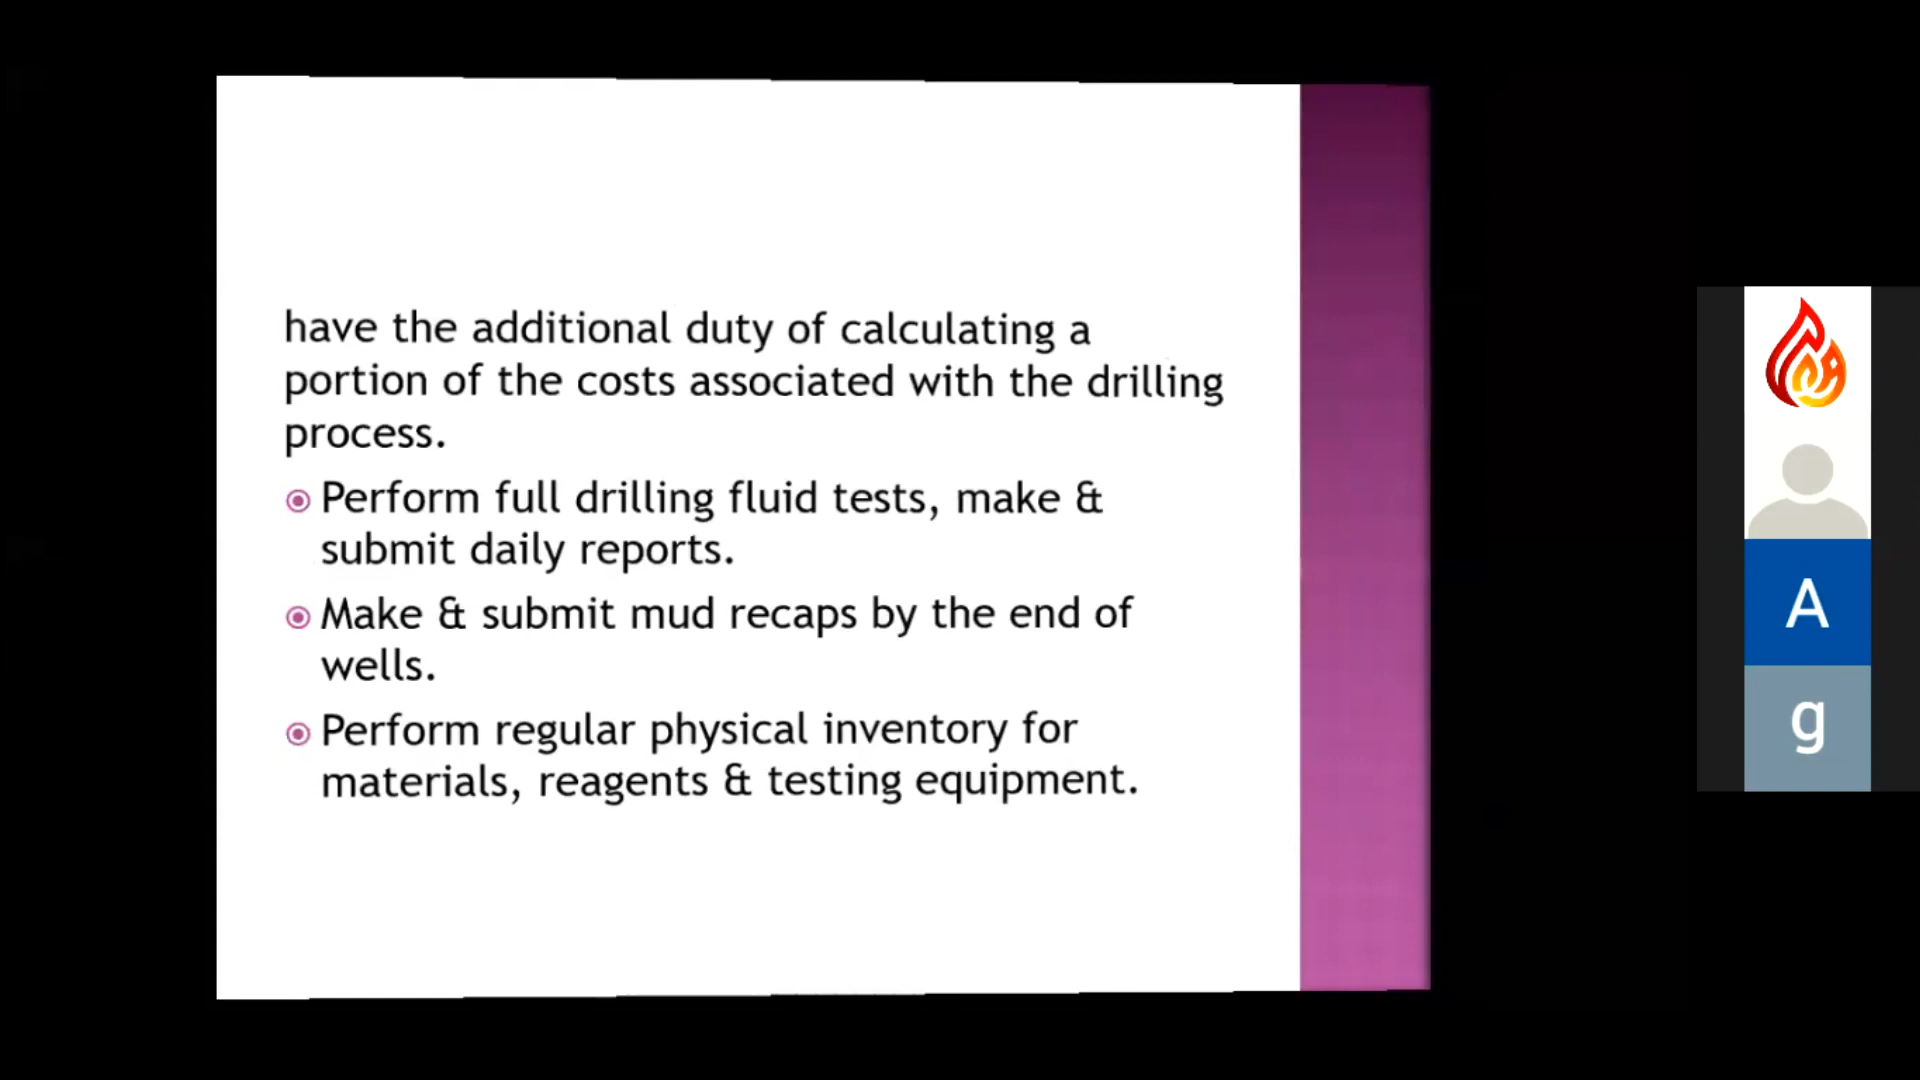 have the additional duty of calculating a
portion of the costs associated with the drilling
process.
Perform full drilling fluid tests, make &
submit daily reports.
Make & submit mud recaps by the end of
wells.
Perform regular physical inventory for
materials, reagents & testing equipment.
A
g